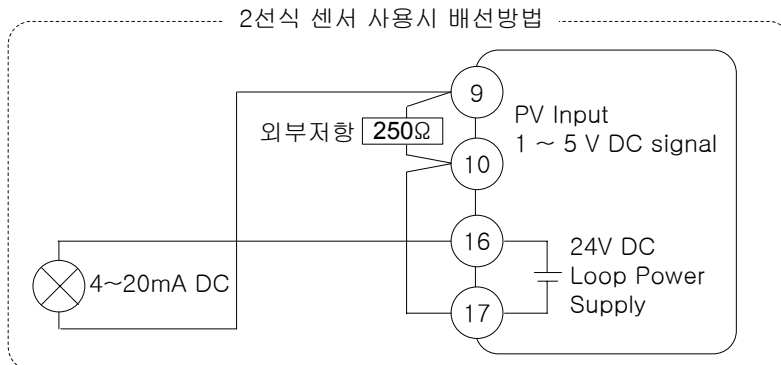 2선식 센서 사용시 배선방법
9
PV Input
외부저항 250Ω
1 ~ 5 V DC signal
10
16
24V DC
4~20mA DC
Loop Power
17
Supply